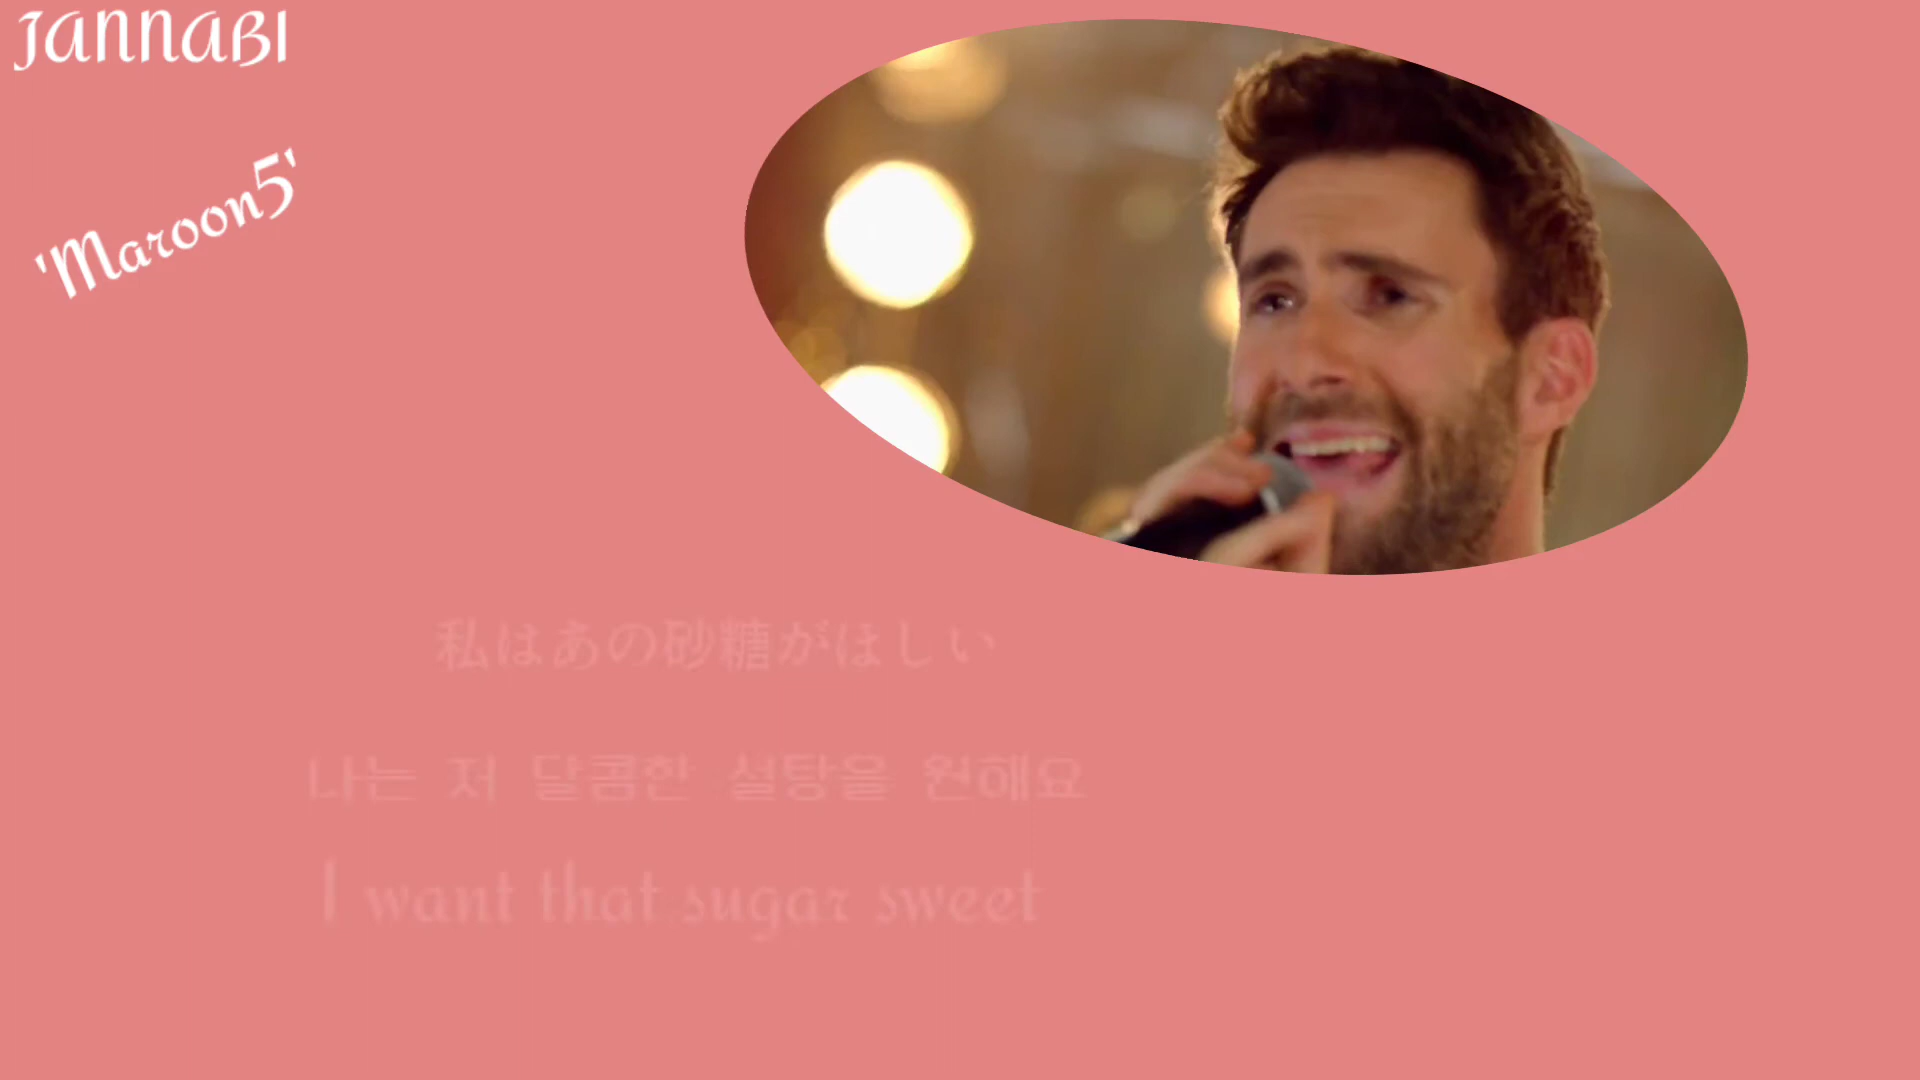 JANNABI
'Maroon5'
私はあの砂糖がほしい
나는 저 달콤한 설탕을 원해요
I want that sugar sweet